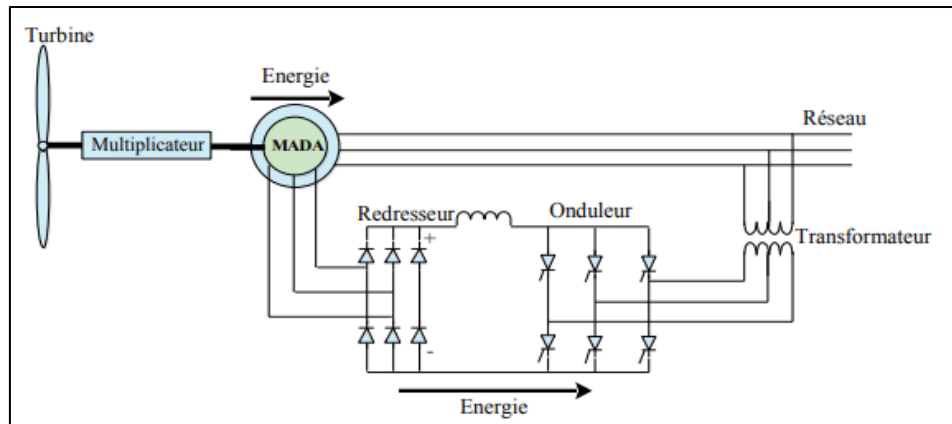 Turbine
Energie
Multiplicateur
MADA
Réseau
Redresseur
Onduleur
+
Transformateur
-
Energie